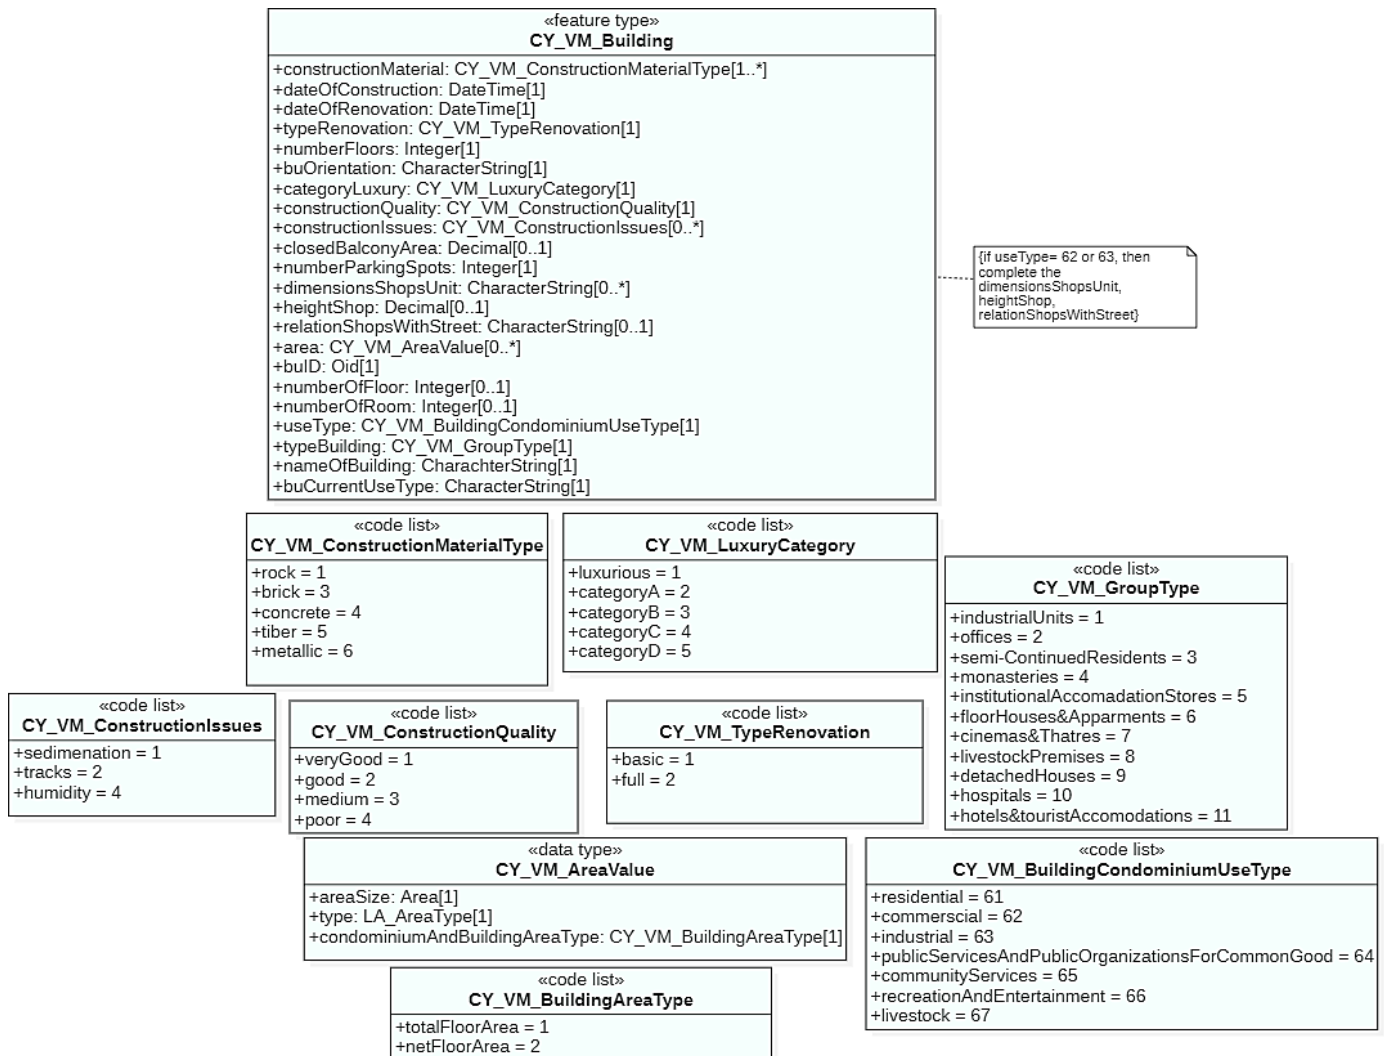 «feature type»
CY_VM_Building
+constructionMaterial: CY_VM_ConstructionMaterialType[1..*]
+dateOfConstruction: DateTime[1]
+dateOfRenovation: DateTime[1]
+typeRenovation: CY_VM_TypeRenovation[1]
+numberFloors: Integer[1]
+buOrientation: CharacterString[1]
+categoryLuxury: CY_VM_LuxuryCategory[1]
+constructionQuality: CY_VM_ConstructionQuality[1]
+constructionIssues: CY_VM_ConstructionIssues[0..*]
+closedBalconyArea: Decimal[0..1]
+numberParkingSpots: Integer[1]
+dimensionsShopsUnit: CharacterString[0..*]
+heightShop: Decimal[0..1]
+relationShopsWithStreet: CharacterString[0..1]
+area: CY_VM_AreaValue[0..*]
+buID: Oid[1]
+numberOfFloor: Integer[0..1]
+numberOfRoom: Integer[0..1]
+useType: CY_VM_BuildingCondominiumUseType[1]
+typeBuilding: CY_VM_GroupType[1]
+nameOfBuilding: CharachterString[1]
+buCurrentUseType: CharacterString[1]
{if useType= 62 or 63, then
complete the
dimensionsShopsUnit,
heightShop,
relationShopsWithStreet}
«code list»
CY_VM_ConstructionMaterialType
+rock = 1
+brick = 3
+concrete = 4
+tiber = 5
+metallic = 6
«code list»
CY_VM_LuxuryCategory
+luxurious = 1
+categoryA = 2
+categoryB = 3
+categoryC = 4
+categoryD = 5
«code list»
CY_VM_GroupType
+industrialUnits = 1
+offices = 2
+semi-ContinuedResidents = 3
+monasteries = 4
+institutionalAccomadationStores = 5
+floorHouses&Apparments = 6
+cinemas&Thatres = 7
+livestockPremises = 8
+detachedHouses = 9
+hospitals = 10
+hotels&touristAccomodations = 11
«code list»
CY_VM_ConstructionIssues
+sedimenation = 1
+tracks = 2
+humidity = 4
«code list»
CY_VM_ConstructionQuality
+veryGood = 1
+good = 2
+medium = 3
+poor = 4
«code list»
CY_VM_TypeRenovation
+basic = 1
+full = 2
«data type»
CY_VM_AreaValue
+areaSize: Area[1]
+type: LA_AreaType[1]
+condominiumAndBuildingAreaType: CY_VM_BuildingAreaType[1]
«code list»
CY_VM_BuildingCondominiumUseType
+residential = 61
+commerscial = 62
+industrial = 63
+publicServicesAndPublicOrganizationsForCommonGood = 64
+communityServices = 65
+recreationAndEntertainment = 66
+livestock = 67
«code list»
CY_VM_BuildingAreaType
+totalFloorArea = 1
+netFloorArea = 2